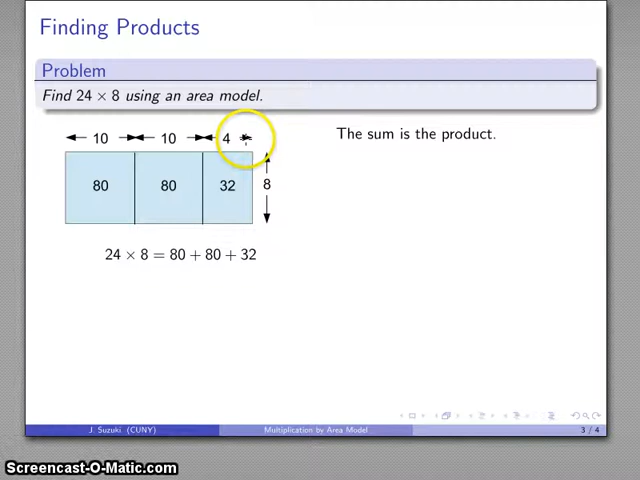 Finding Products
Problem
Find 24 × 8 using an area model.
10 10 4
The sum is the product.
80 80 32 8
24 × 8 = 80 + 80 + 32
J. Suzuki (CUNY) Multiplication by Area Model 3 / 4
Screencast-O-Matic.com